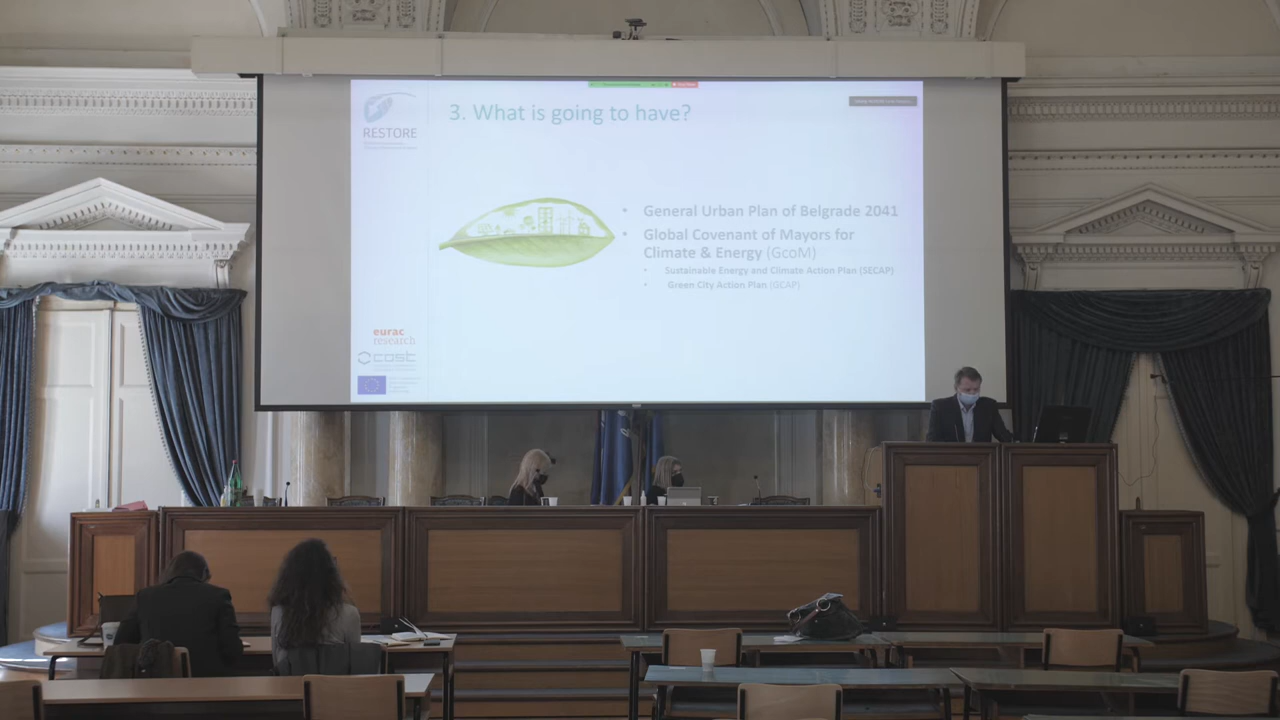 RESTORE
3. What is going to have?
• General Urban Plan of Belgrade 2041
• Global Covenant of Mayors for
Climate & Energy (GcoM)
• Sustainable Energy and Climate Action Plan (SECAP)
• Green City Action Plan (GCAP)
eurac
research
cost